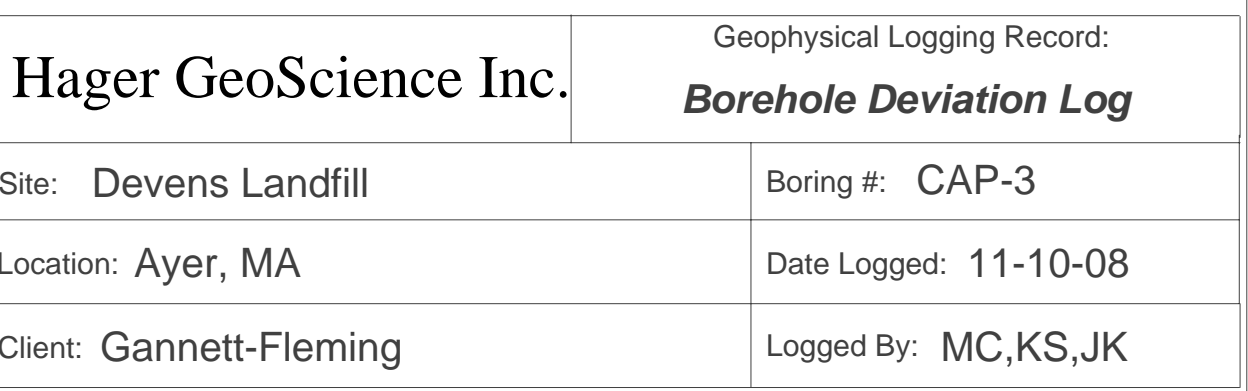 Hager GeoScience Inc.
Geophysical Logging Record:
Borehole Deviation Log
Site: Devens Landfill
Boring #: CAP-3
Location: Ayer, MA
Date Logged: 11-10-08
Client: Gannett-Fleming
Logged By: MC,KS,JK